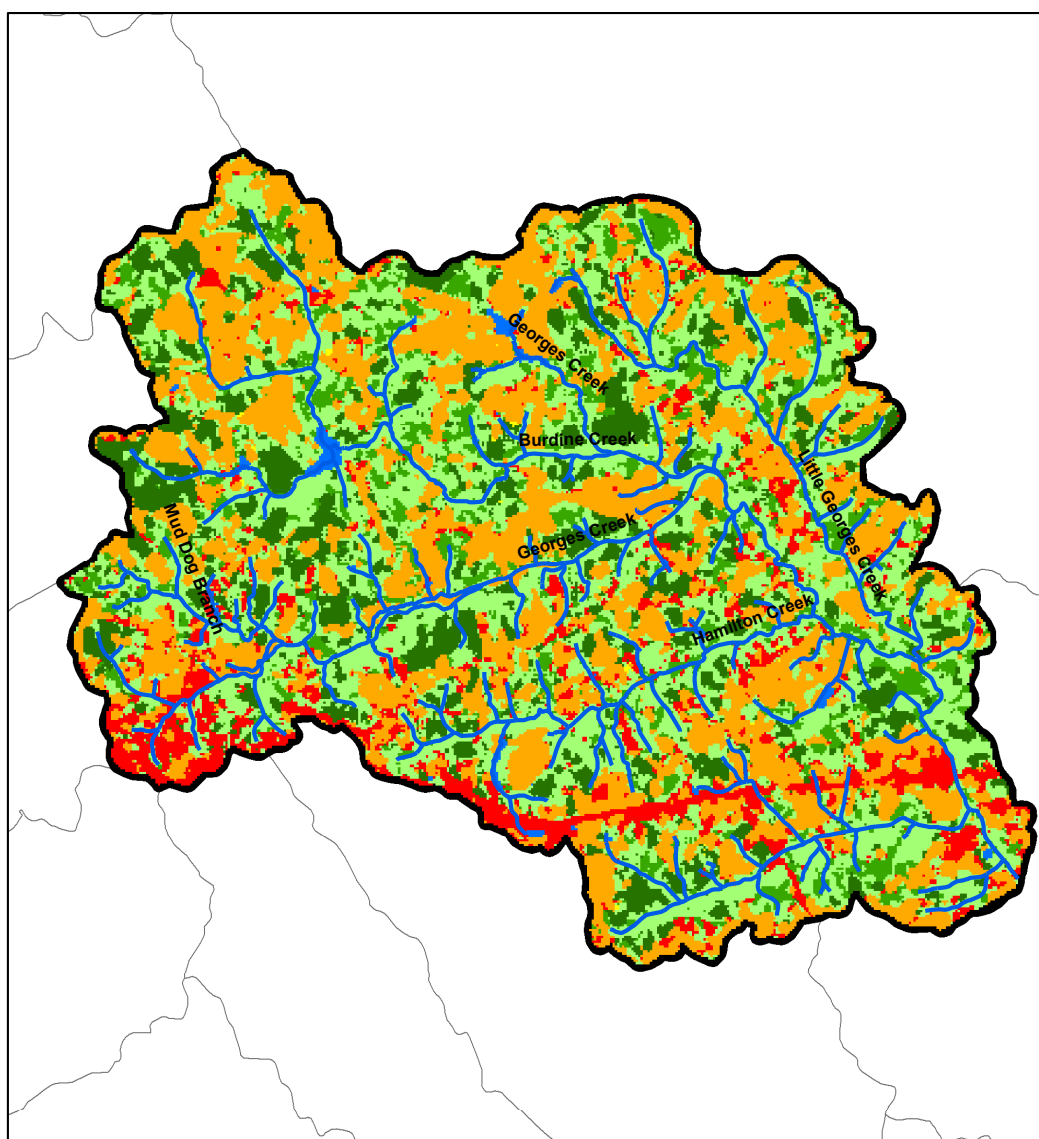 Georges Creek
Burdine Creek
Little Georges Creek
Mud Dog Branch
Georges Creek
Hamilton Creek